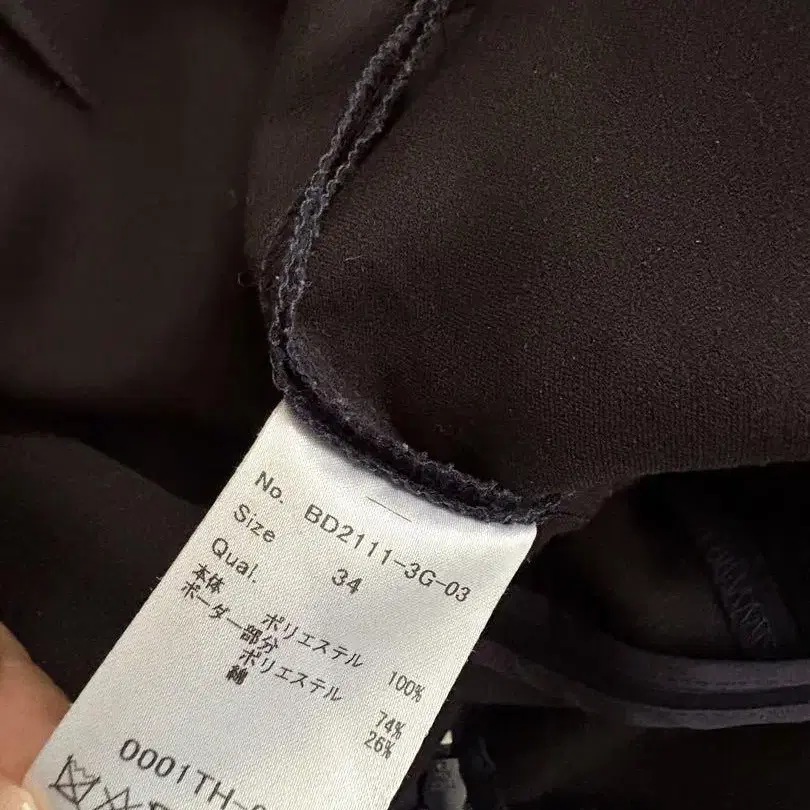 No. BD2111-3G-03
Size 34
Qual.
本体 ポリエステル 100%
ボーダー部分
ポリエステル 74%
綿 26%
0001TH-